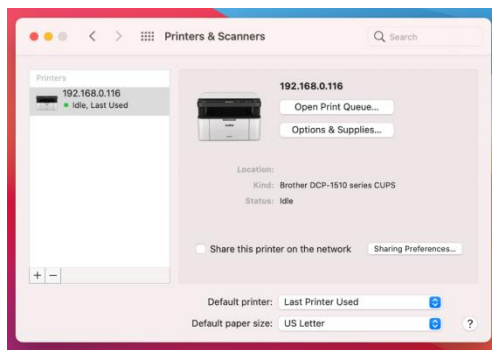 Printers & Scanners
Search
Printers
192.168.0.116
Idle, Last Used
192.168.0.116
Open Print Queue...
Options & Supplies...
Location:
Kind: Brother DCP-1510 series CUPS
Status: Idle
Share this printer on the network
Sharing Preferences...
+ −
Default printer: Last Printer Used
Default paper size: US Letter
?